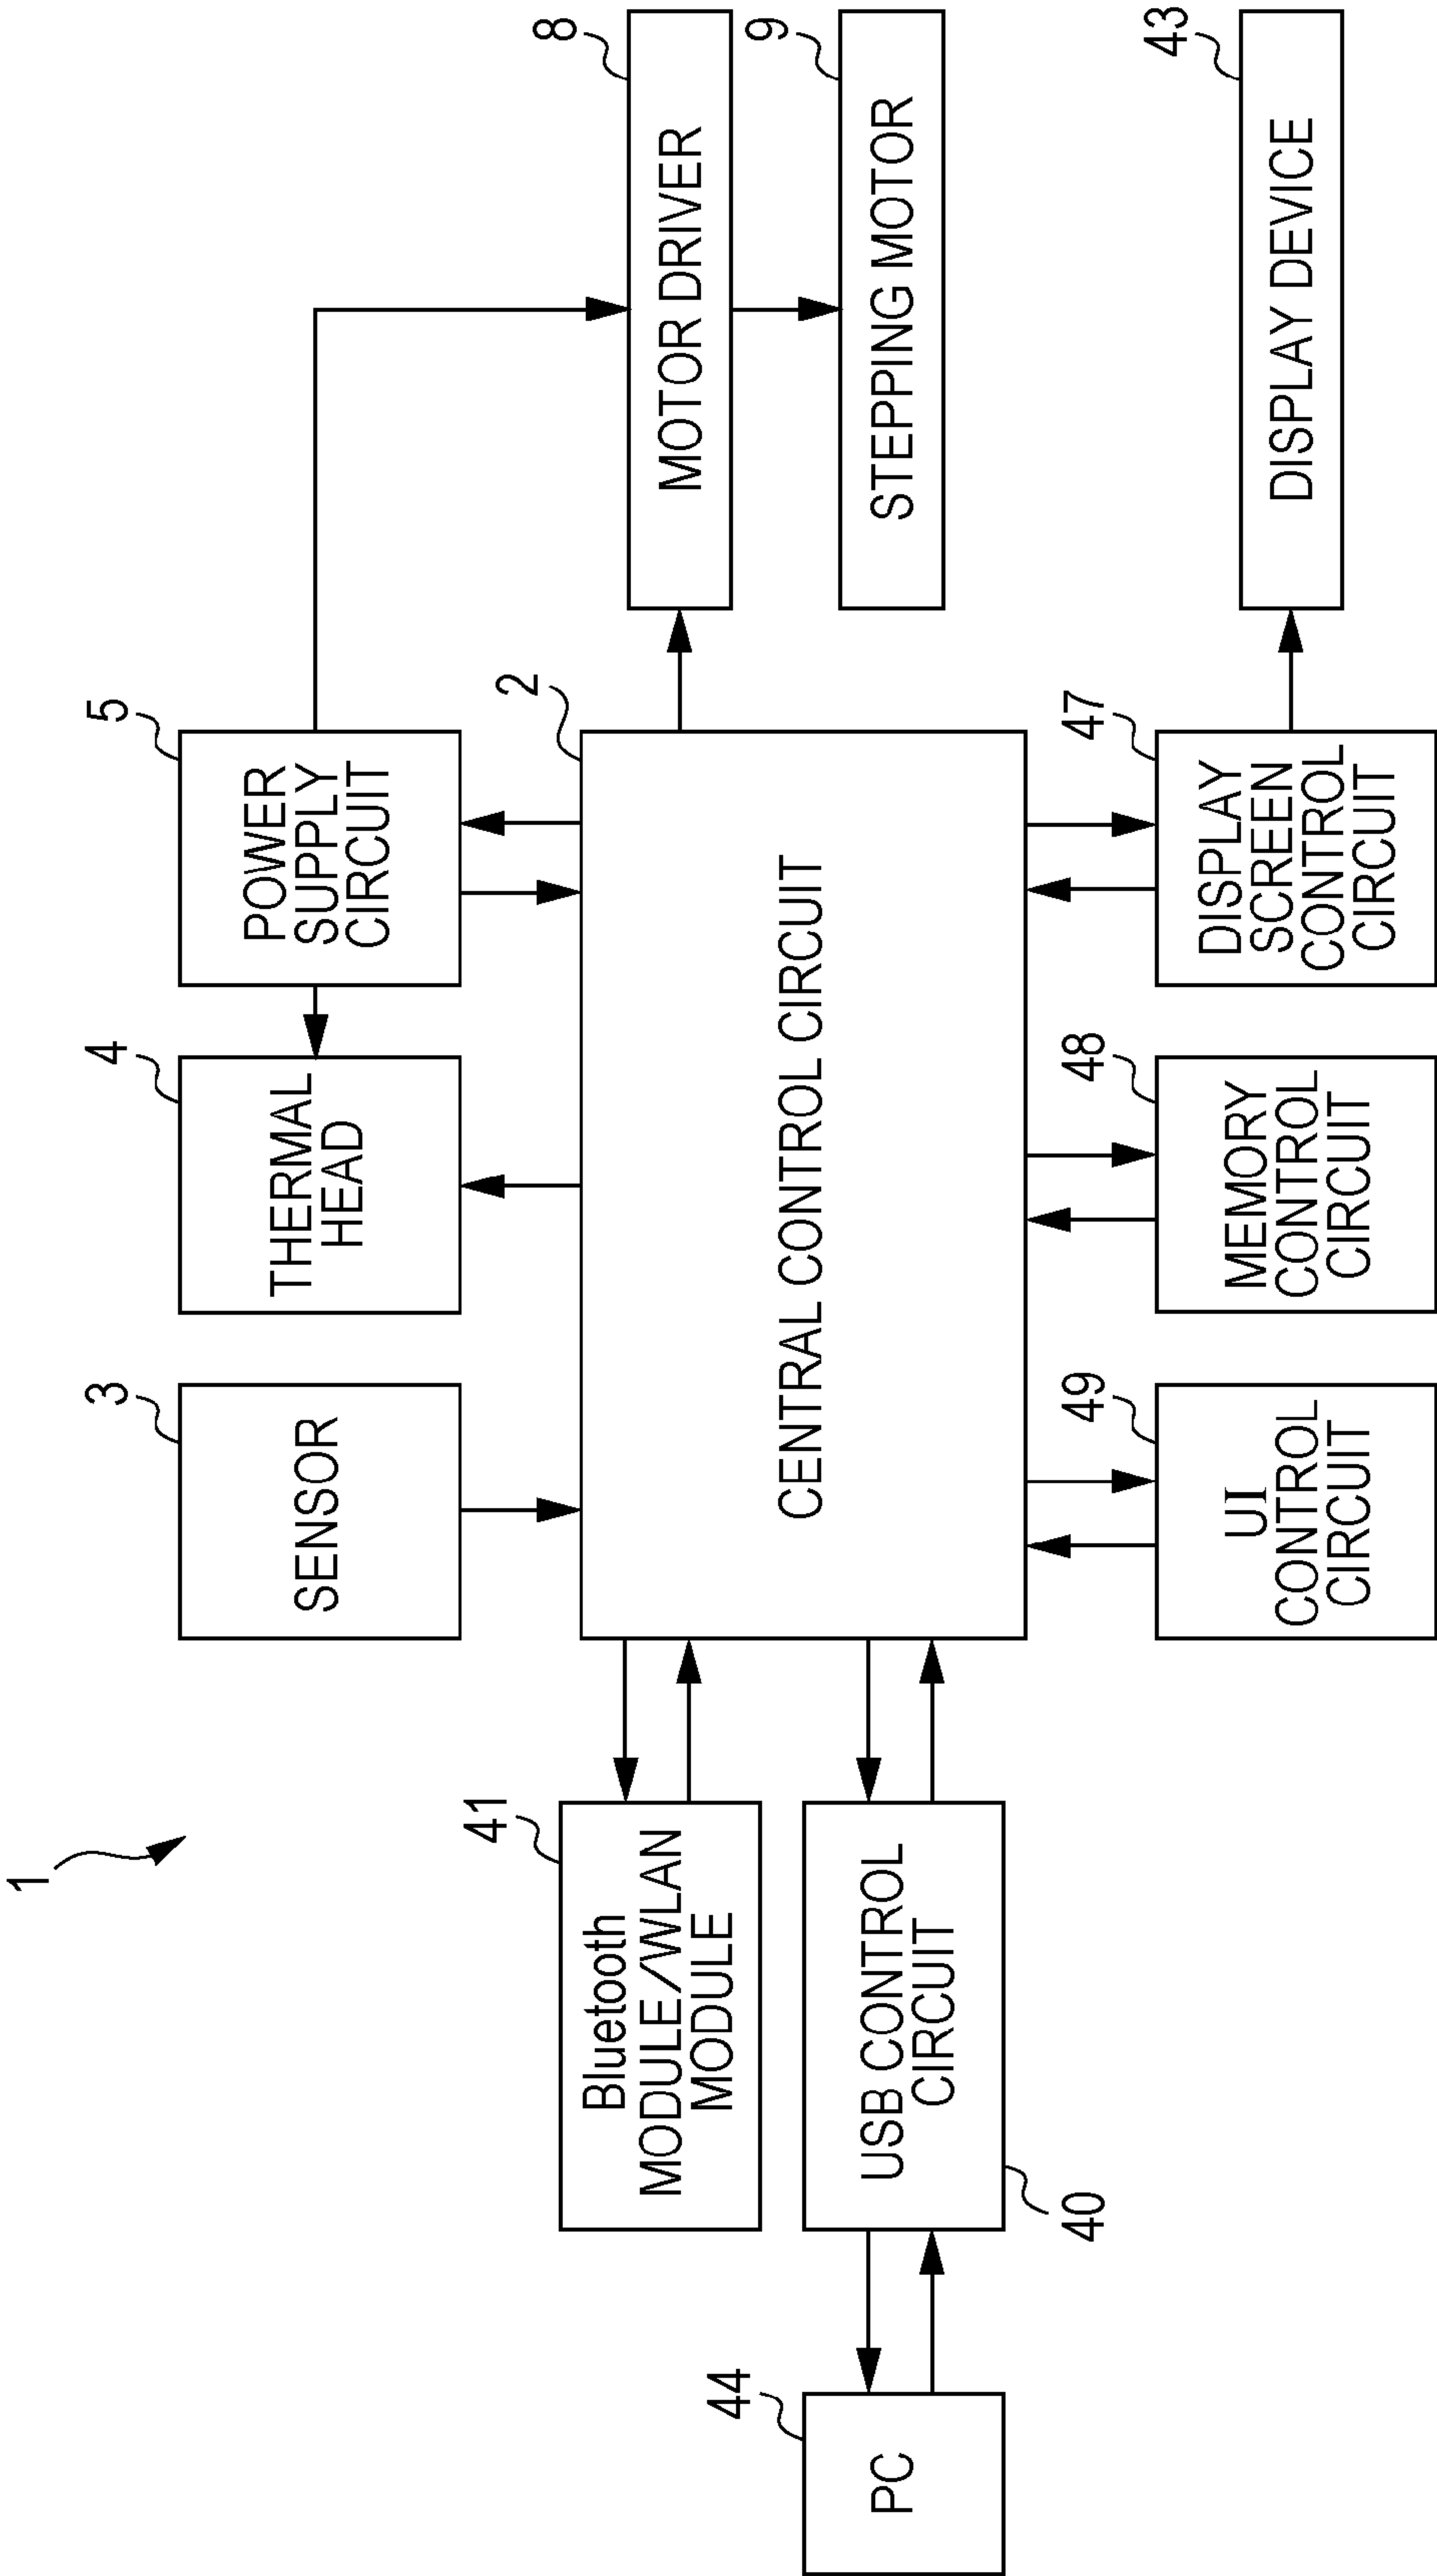 1
3
SENSOR
4
THERMAL
HEAD
5
POWER
SUPPLY
CIRCUIT
41
Bluetooth
MODULE/WLAN
MODULE
2
CENTRAL CONTROL CIRCUIT
8
MOTOR DRIVER
9
STEPPING MOTOR
44
PC
USB CONTROL
CIRCUIT
40
49
UI
CONTROL
CIRCUIT
48
MEMORY
CONTROL
CIRCUIT
47
DISPLAY
SCREEN
CONTROL
CIRCUIT
43
DISPLAY DEVICE